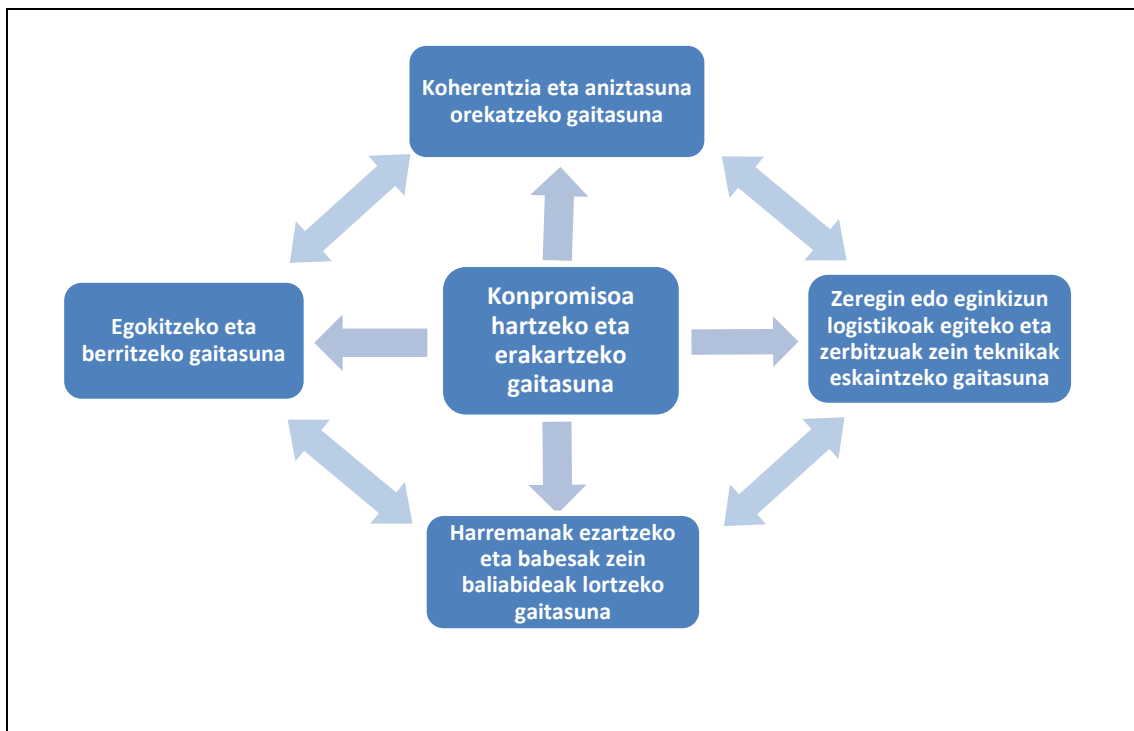 Koherentzia eta aniztasuna
orekatzeko gaitasuna
Egokitzeko eta
berritzeko gaitasuna
Konpromisoa
hartzeko eta
erakartzeko
gaitasuna
Zeregin edo eginkizun
logistikoak egiteko eta
zerbitzuak zein teknikak
eskaintzeko gaitasuna
Harremanak ezartzeko
eta babesak zein
baliabideak lortzeko
gaitasuna